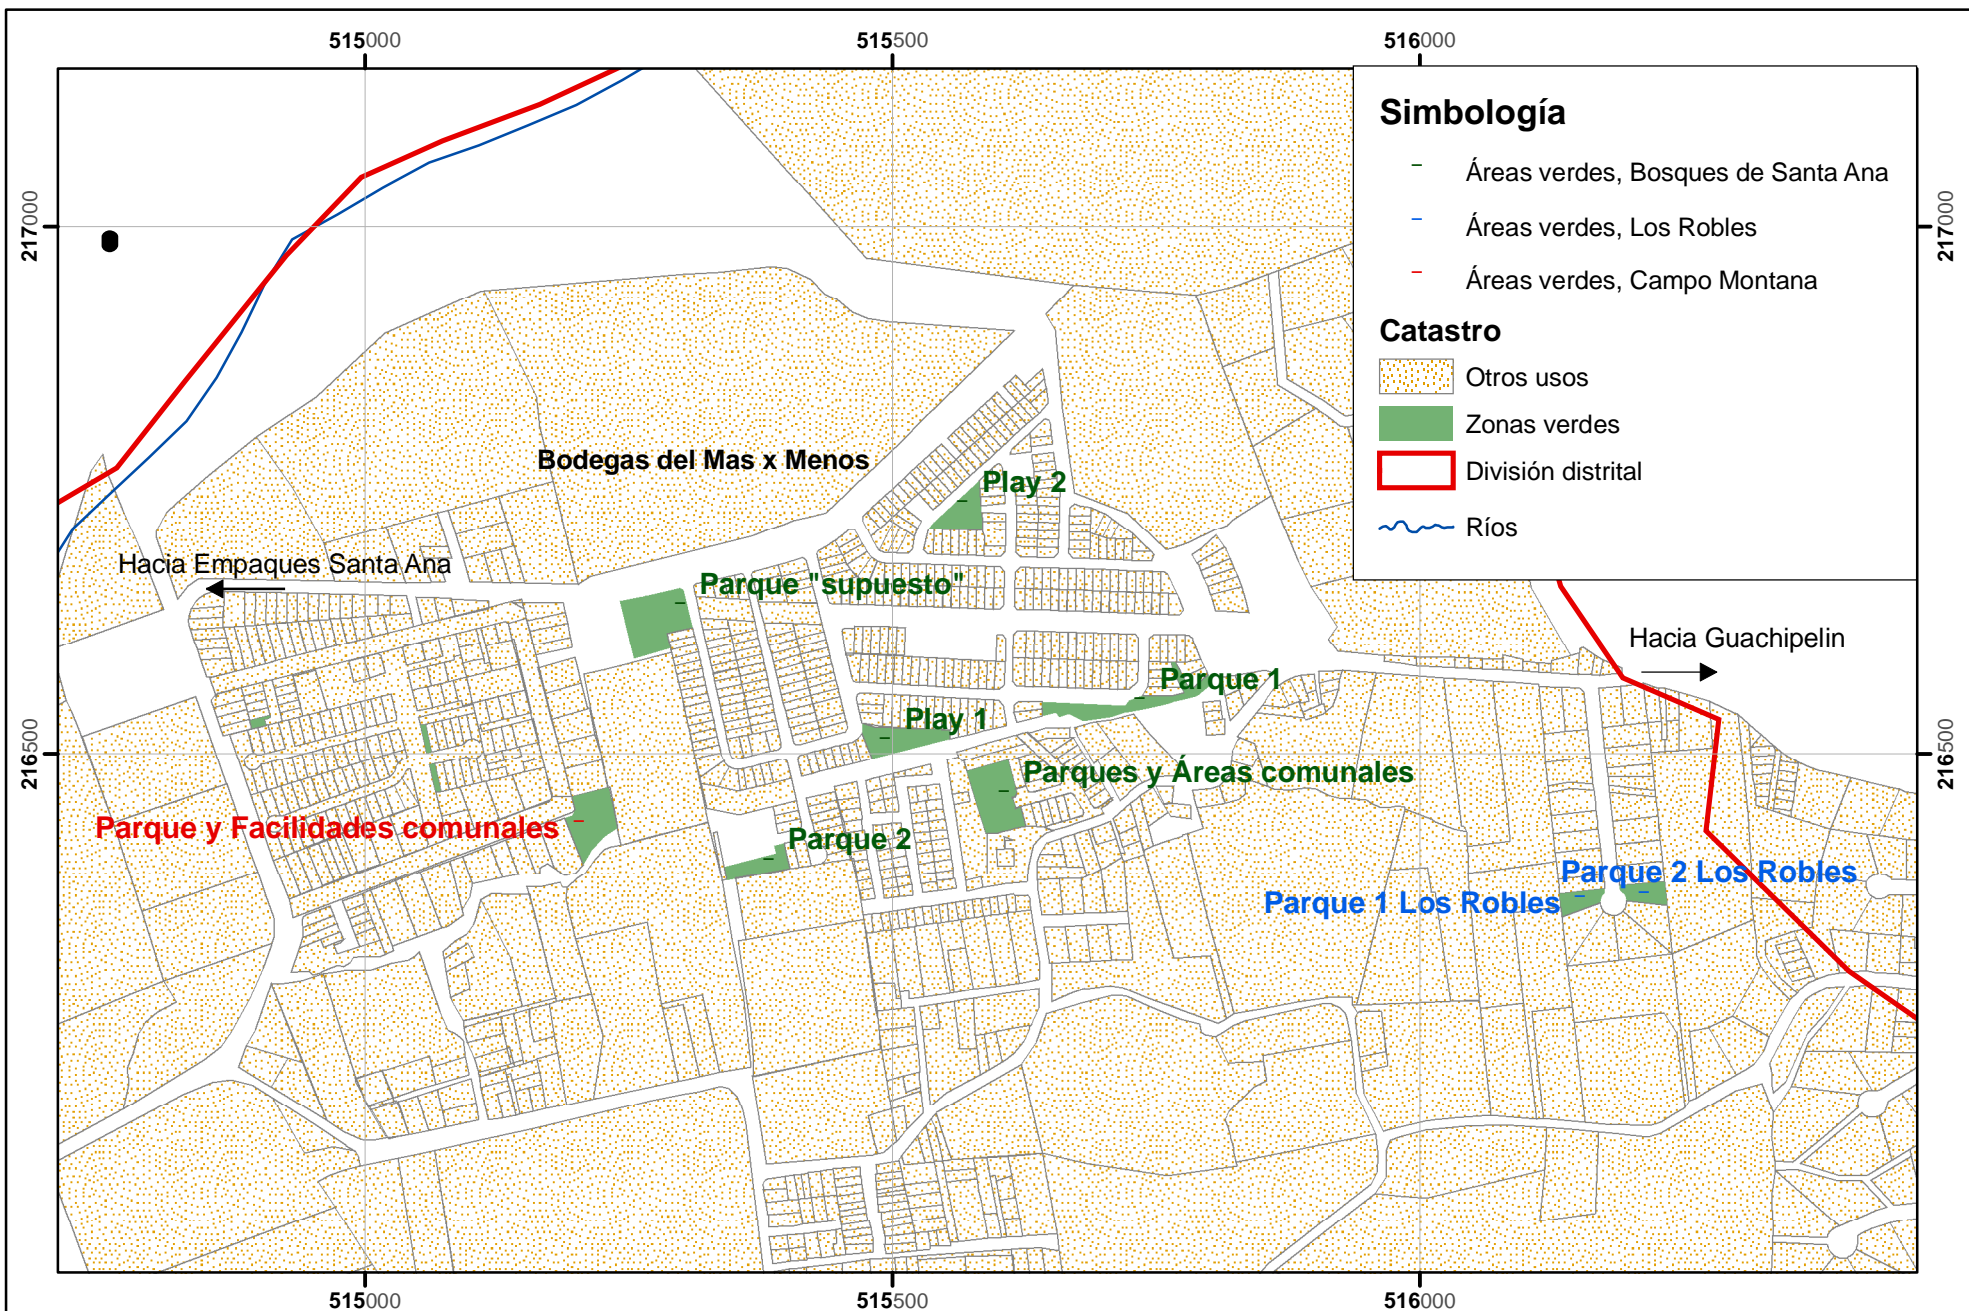 515000
515500
516000
Simbología
Áreas verdes, Bosques de Santa Ana
Áreas verdes, Los Robles
Áreas verdes, Campo Montana
Catastro
Otros usos
Zonas verdes
División distrital
Ríos
217000
217000
Bodegas del Mas x Menos
Play 2
Hacia Empaques Santa Ana
Parque "supuesto"
Hacia Guachipelin
Parque 1
Play 1
216500
216500
Parques y Áreas comunales
Parque y Facilidades comunales
Parque 2
Parque 2 Los Robles
Parque 1 Los Robles
515000
515500
516000